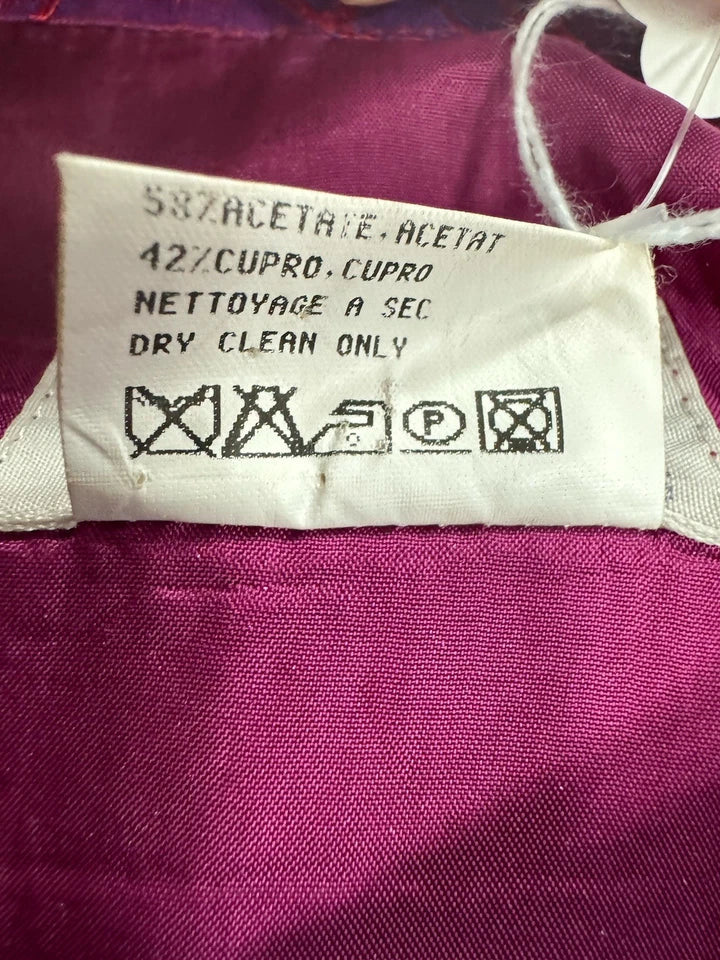 58% ACETATE, ACETAT
42% CUPRO, CUPRO
NETTOYAGE A SEC
DRY CLEAN ONLY
P